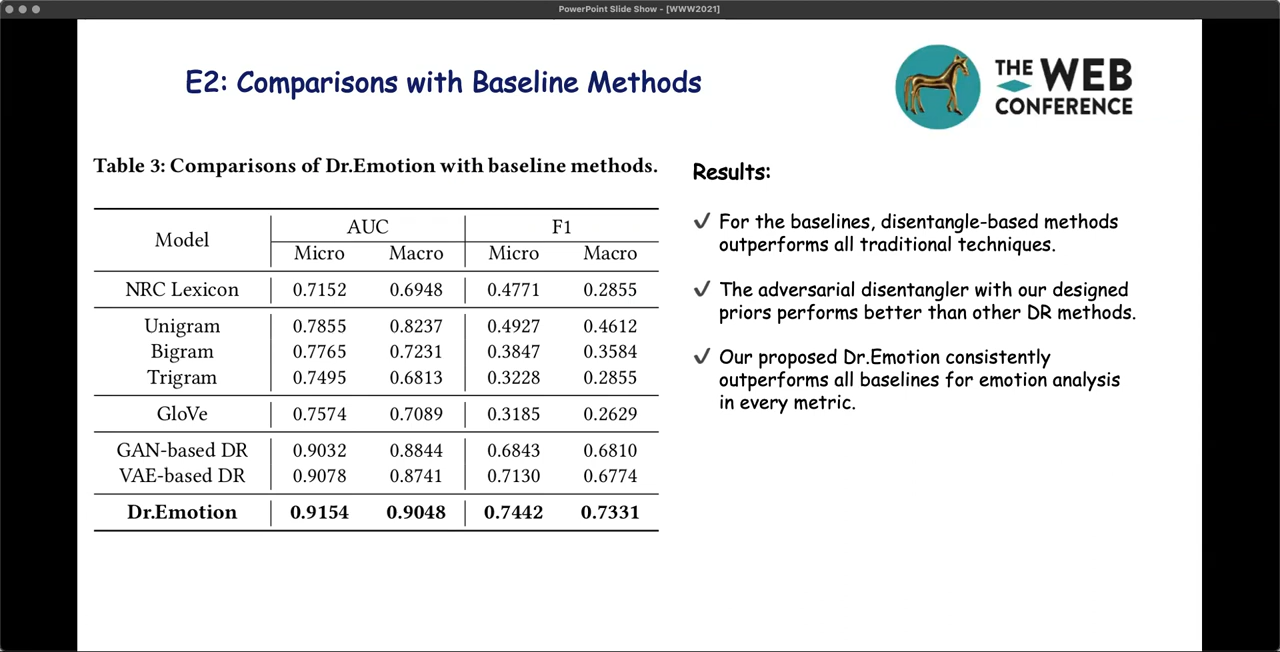 PowerPoint Slide Show - [WWW2021]
E2: Comparisons with Baseline Methods
THE WEB
CONFERENCE
Table 3: Comparisons of Dr.Emotion with baseline methods.
Model AUC F1
Micro Macro Micro Macro
NRC Lexicon 0.7152 0.6948 0.4771 0.2855
Unigram 0.7855 0.8237 0.4927 0.4612
Bigram 0.7765 0.7231 0.3847 0.3584
Trigram 0.7495 0.6813 0.3228 0.2855
GloVe 0.7574 0.7089 0.3185 0.2629
GAN-based DR 0.9032 0.8844 0.6843 0.6810
VAE-based DR 0.9078 0.8741 0.7130 0.6774
Dr.Emotion 0.9154 0.9048 0.7442 0.7331
Results:
✓ For the baselines, disentangle-based methods
outperforms all traditional techniques.
✓ The adversarial disentangler with our designed
priors performs better than other DR methods.
✓ Our proposed Dr.Emotion consistently
outperforms all baselines for emotion analysis
in every metric.